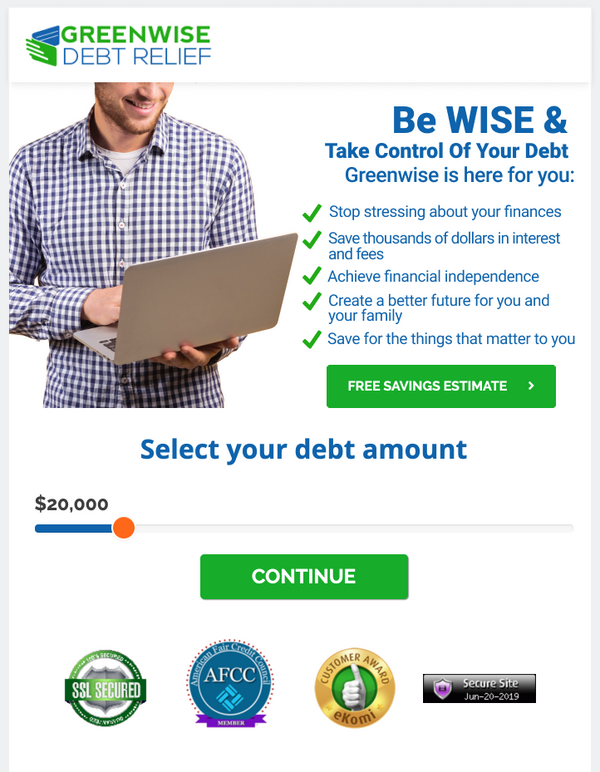 GREENWISE
DEBT RELIEF
Be WISE &
Take Control Of Your Debt
Greenwise is here for you:
Stop stressing about your finances
Save thousands of dollars in interest
and fees
Achieve financial independence
Create a better future for you and
your family
Save for the things that matter to you
FREE SAVINGS ESTIMATE
Select your debt amount
$20,000
CONTINUE
SSL SECURED
American Fair Credit Council
AFCC
MEMBER
CUSTOMER AWARD
eKomi
Secure Site
Jun-20-2019